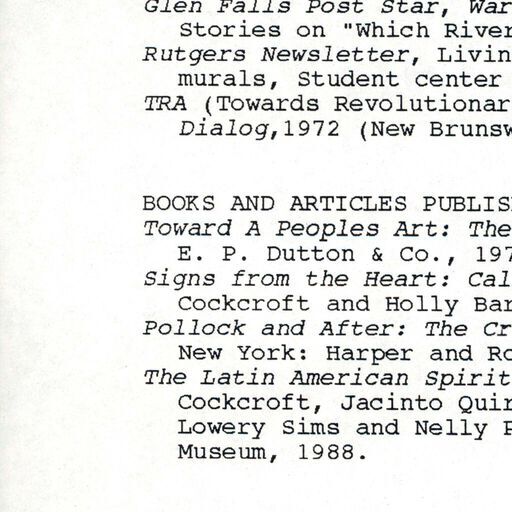 Glen Falls Post Star, War
Stories on "Which River
Rutgers Newsletter, Livin
murals, Student center
TRA (Towards Revolutionar
Dialog,1972 (New Brunsw
BOOKS AND ARTICLES PUBLIS
Toward A Peoples Art: The
E. P. Dutton & Co., 197
Signs from the Heart: Cal
Cockcroft and Holly Bar
Pollock and After: The Cr
New York: Harper and Ro
The Latin American Spirit
Cockcroft, Jacinto Quir
Lowery Sims and Nelly P
Museum, 1988.